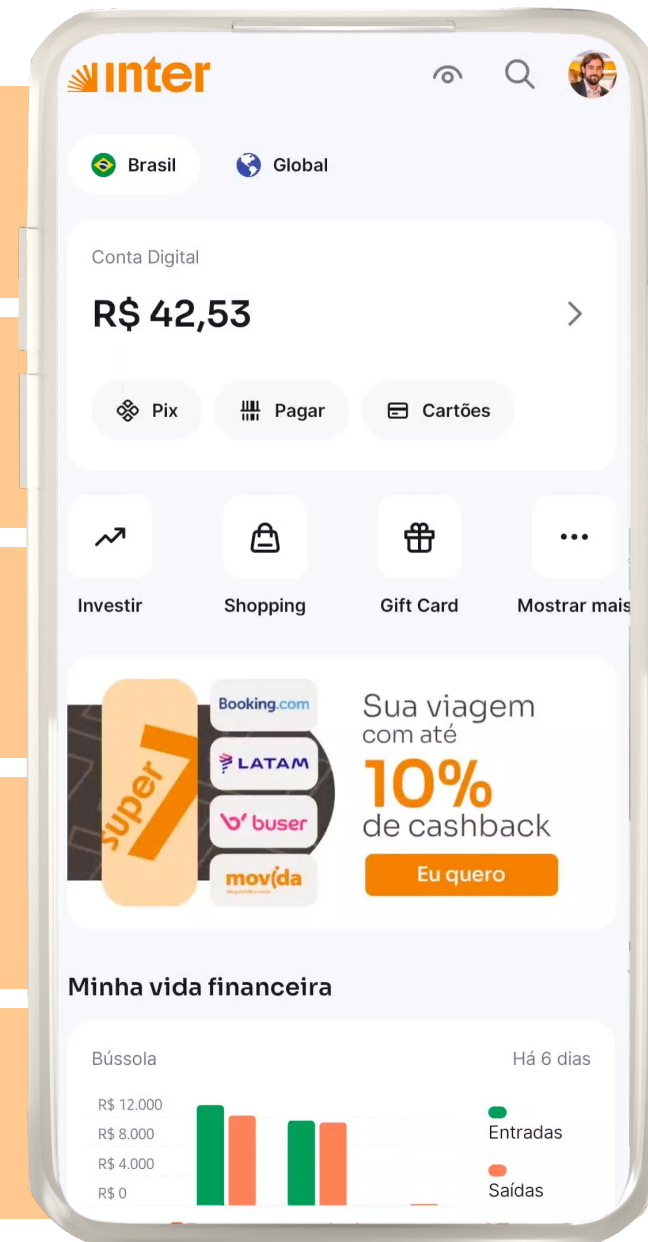 inter
Brasil
Global
Conta Digital
R$ 42,53
Pix
Pagar
Cartões
Investir
Shopping
Gift Card
Mostrar mais
super
7
Booking.com
LATAM
buser
movida
Sua viagem
com até
10%
de cashback
Eu quero
Minha vida financeira
Bússola
Há 6 dias
R$ 12.000
R$ 8.000
R$ 4.000
R$ 0
Entradas
Saídas